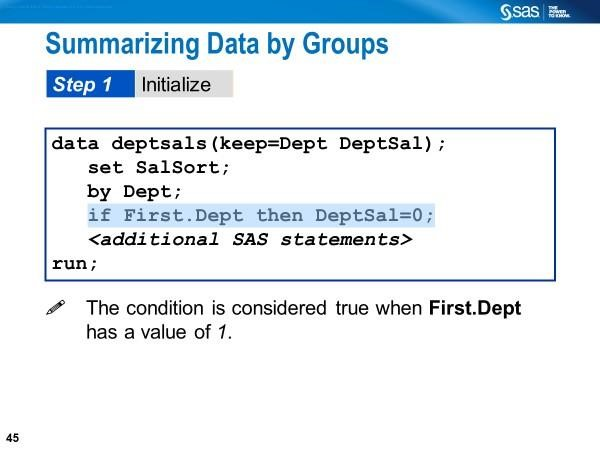 sas THE POWER TO KNOW.
Summarizing Data by Groups
Step 1 Initialize
data deptsals(keep=Dept DeptSal);
set SalSort;
by Dept;
if First.Dept then DeptSal=0;
<additional SAS statements>
run;
The condition is considered true when First.Dept
has a value of 1.
45